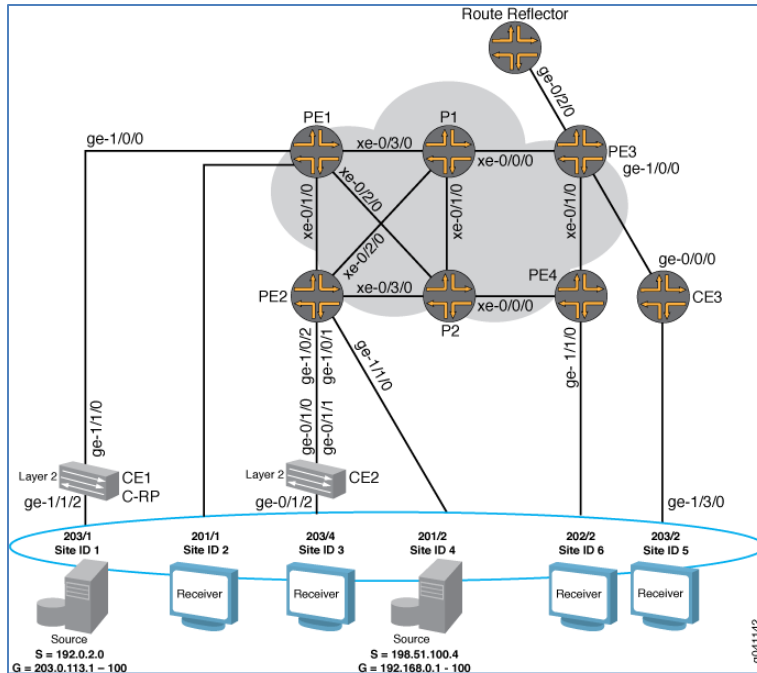 Route Reflector
ge-0/2/0
PE1
P1
ge-1/0/0
xe-0/3/0
xe-0/0/0
PE3
ge-1/0/0
xe-0/1/0
xe-0/2/0
xe-0/2/0
xe-0/1/0
xe-0/1/0
ge-0/0/0
PE2
xe-0/3/0
P2
xe-0/0/0
PE4
CE3
ge-1/0/2
ge-1/0/1
ge-1/1/0
ge- 1/1/0
ge-1/1/0
ge-0/1/0
ge-0/1/1
Layer 2
CE1
C-RP
ge-1/1/2
Layer 2
CE2
ge-0/1/2
ge-1/3/0
203/1
Site ID 1
201/1
Site ID 2
203/4
Site ID 3
201/2
Site ID 4
202/2
Site ID 6
203/2
Site ID 5
Receiver
Receiver
Receiver
Receiver
Source
S = 192.0.2.0
G = 203.0.113.1 – 100
Source
S = 198.51.100.4
G = 192.168.0.1 - 100
g041142